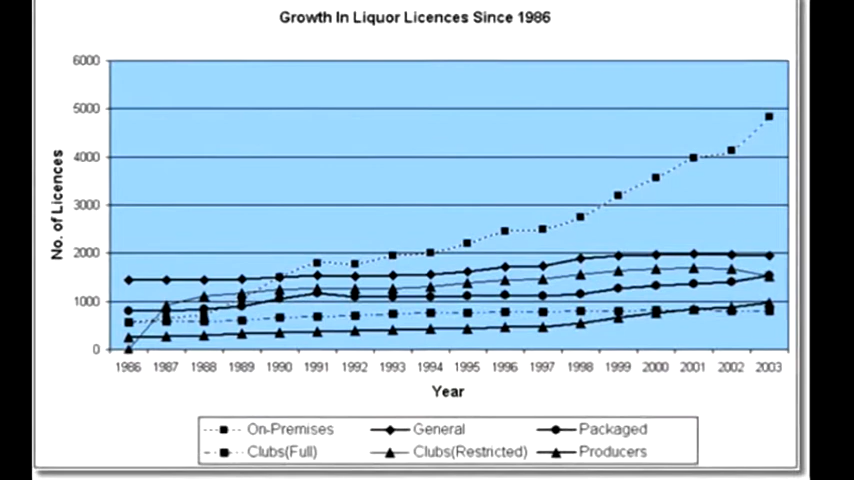 Growth In Liquor Licences Since 1986
6000
5000
4000
3000
2000
1000
0
No. of Licences
1986 1987 1988 1989 1990 1991 1992 1993 1994 1995 1996 1997 1998 1999 2000 2001 2002 2003
Year
On-Premises General Packaged
Clubs(Full) Clubs(Restricted) Producers